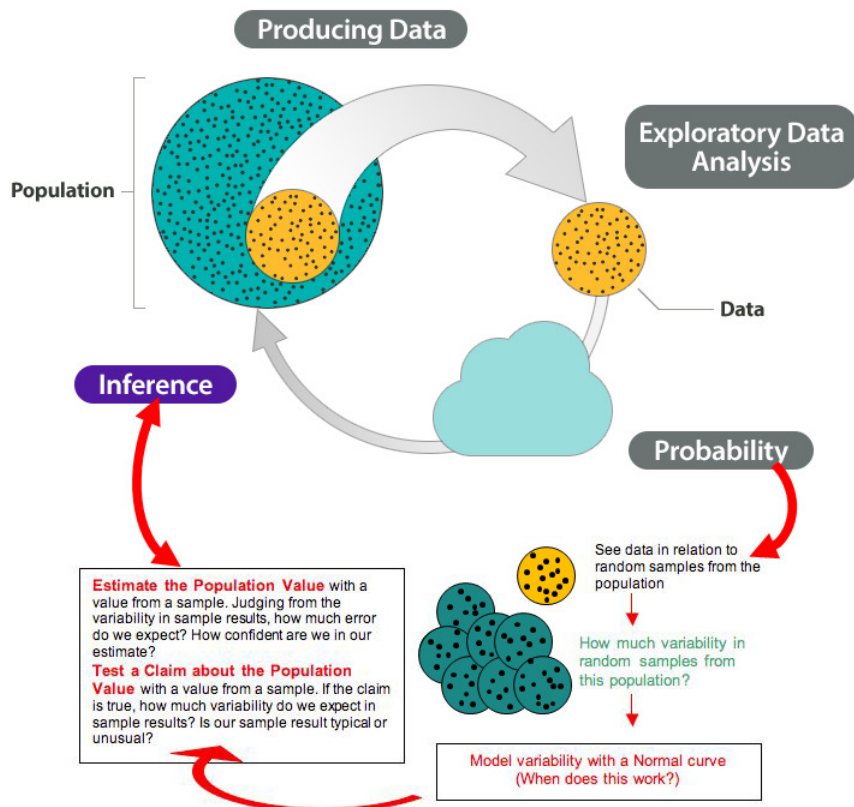 Producing Data
Exploratory Data
Analysis
Population
Data
Inference
Probability
See data in relation to
random samples from the
population
How much variability in
random samples from
this population?
Model variability with a Normal curve
(When does this work?)
Estimate the Population Value with a
value from a sample. Judging from the
variability in sample results, how much error
do we expect? How confident are we in our
estimate?
Test a Claim about the Population
Value with a value from a sample. If the claim
is true, how much variability do we expect in
sample results? Is our sample result typical or
unusual?